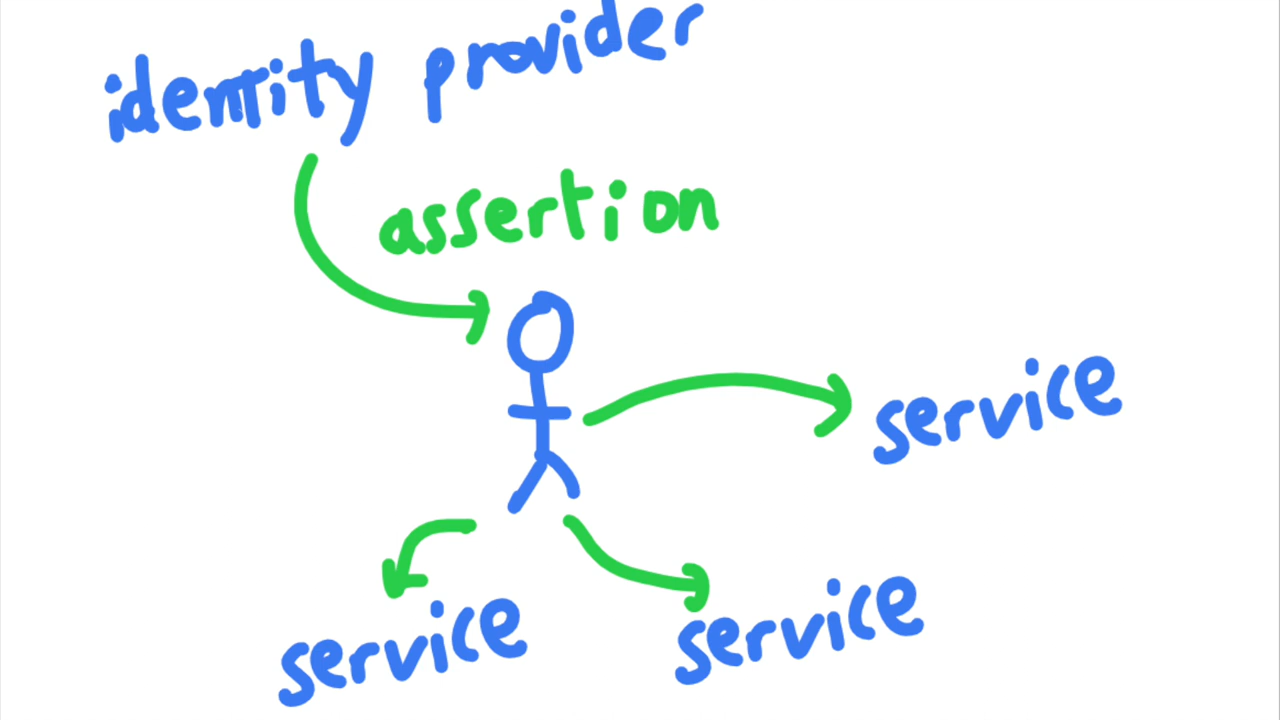 identity provider
assertion
service
service
service